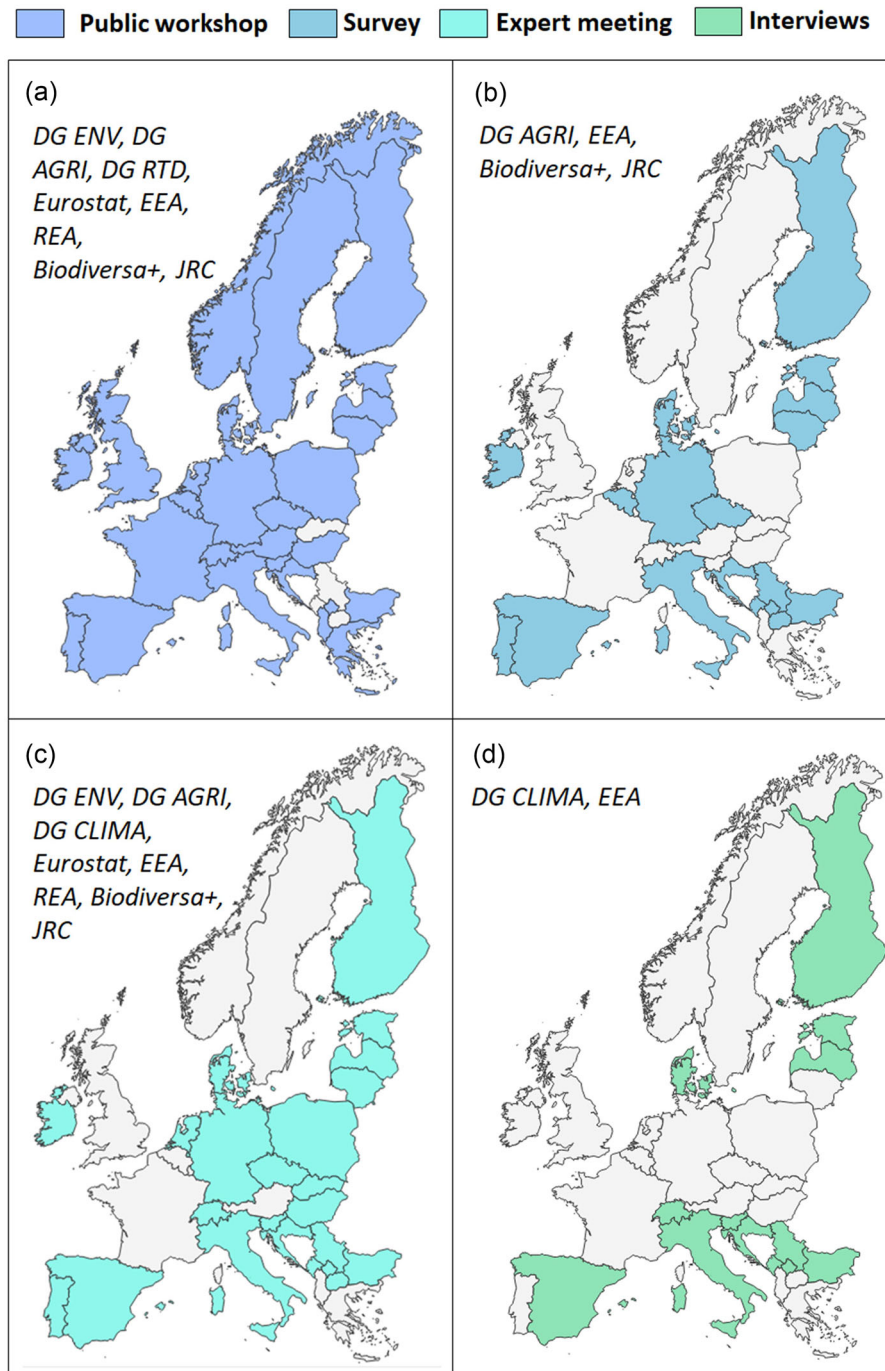 Public workshop Survey Expert meeting Interviews
(a)
DG ENV, DG
AGRI, DG RTD,
Eurostat, EEA,
REA,
Biodiversa+, JRC
(b)
DG AGRI, EEA,
Biodiversa+, JRC
(c)
DG ENV, DG AGRI,
DG CLIMA,
Eurostat, EEA,
REA, Biodiversa+,
JRC
(d)
DG CLIMA, EEA